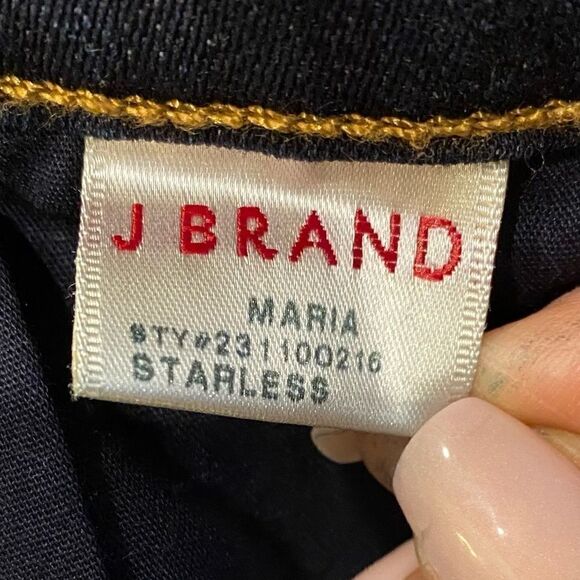 J BRAND
MARIA
STY#231100216
STARLESS